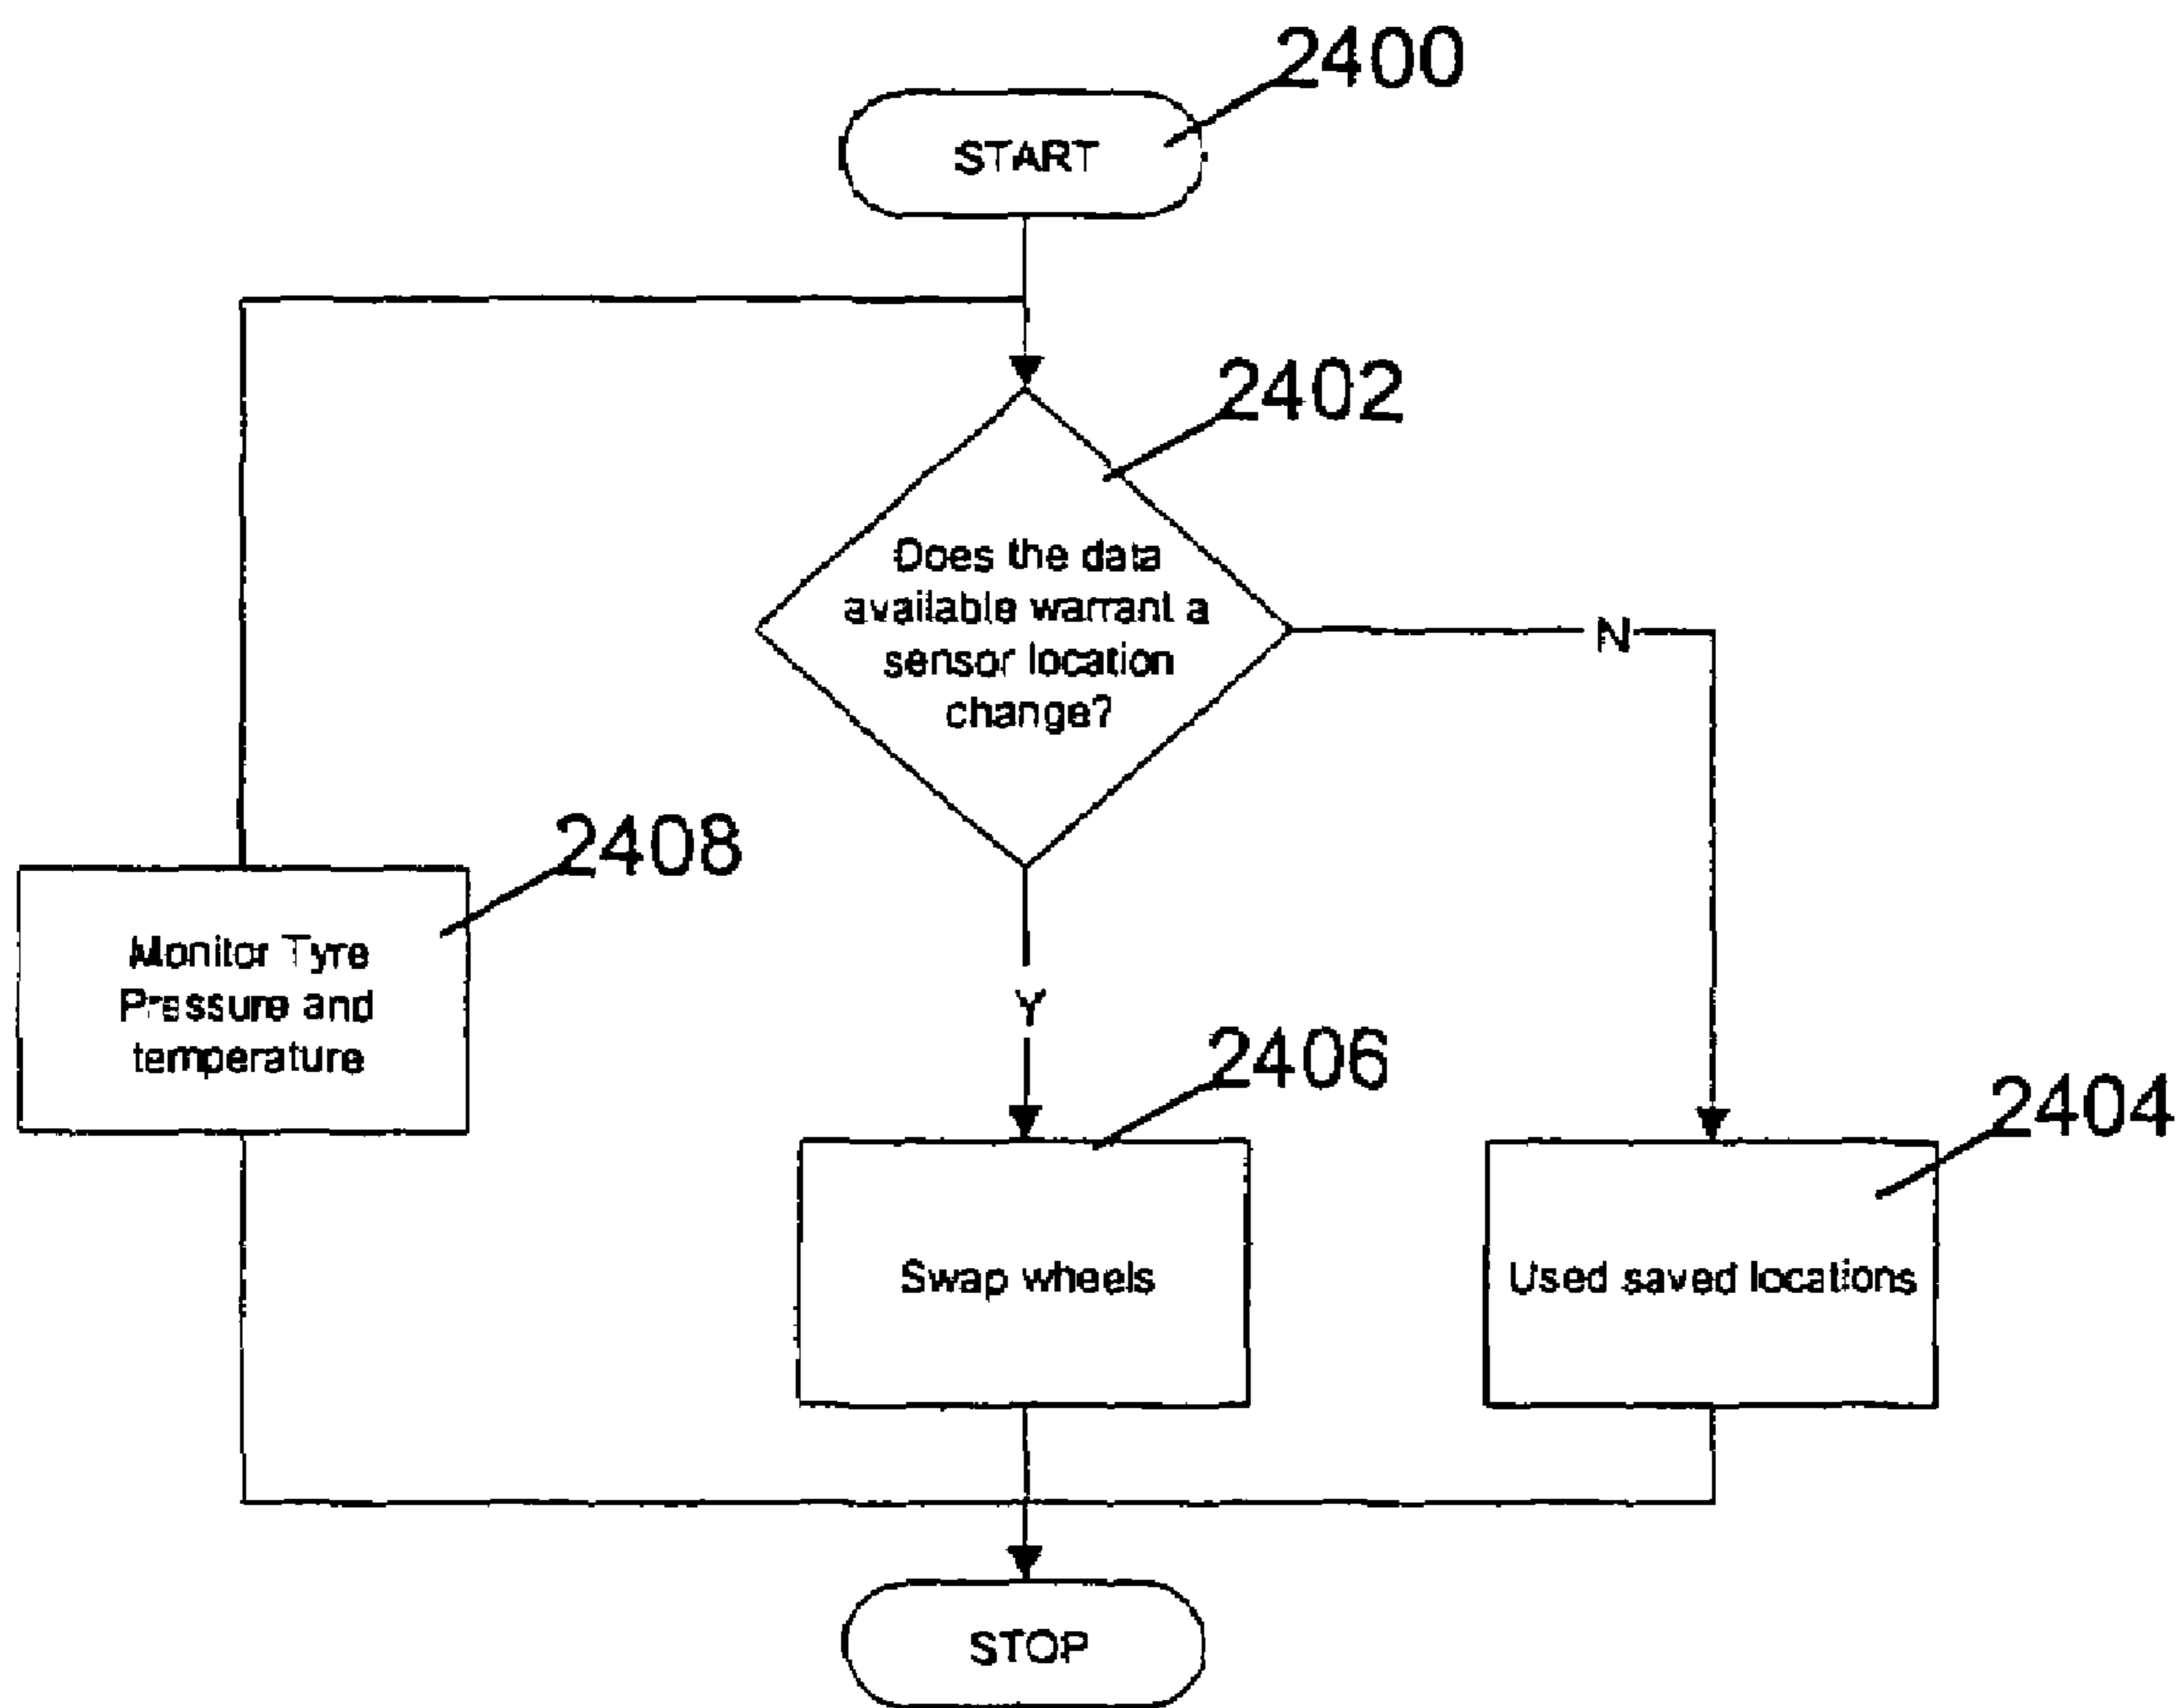 2400
START
2402
Does the data
available warrant a
sensor location
change?
N
2408
Monitor Tyre
Pressure and
temperature
Y
2406
Swap wheels
2404
Used saved locations
STOP